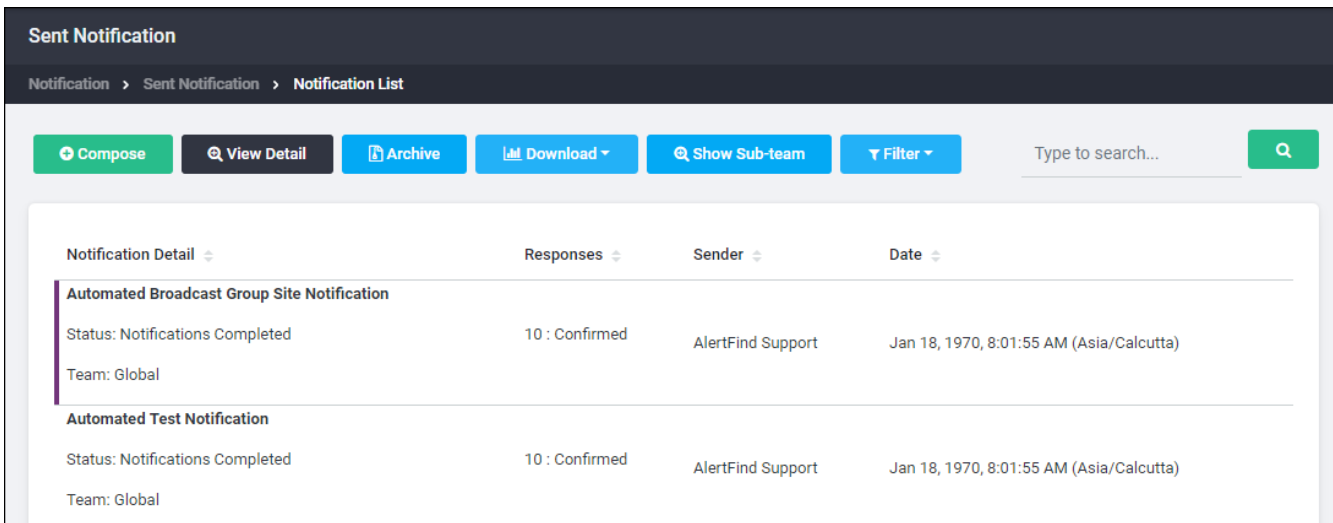 Sent Notification
Notification > Sent Notification > Notification List
Compose View Detail Archive Download Show Sub-team Filter Type to search...
Notification Detail Responses Sender Date
Automated Broadcast Group Site Notification
Status: Notifications Completed 10 : Confirmed AlertFind Support Jan 18, 1970, 8:01:55 AM (Asia/Calcutta)
Team: Global
Automated Test Notification
Status: Notifications Completed 10 : Confirmed AlertFind Support Jan 18, 1970, 8:01:55 AM (Asia/Calcutta)
Team: Global